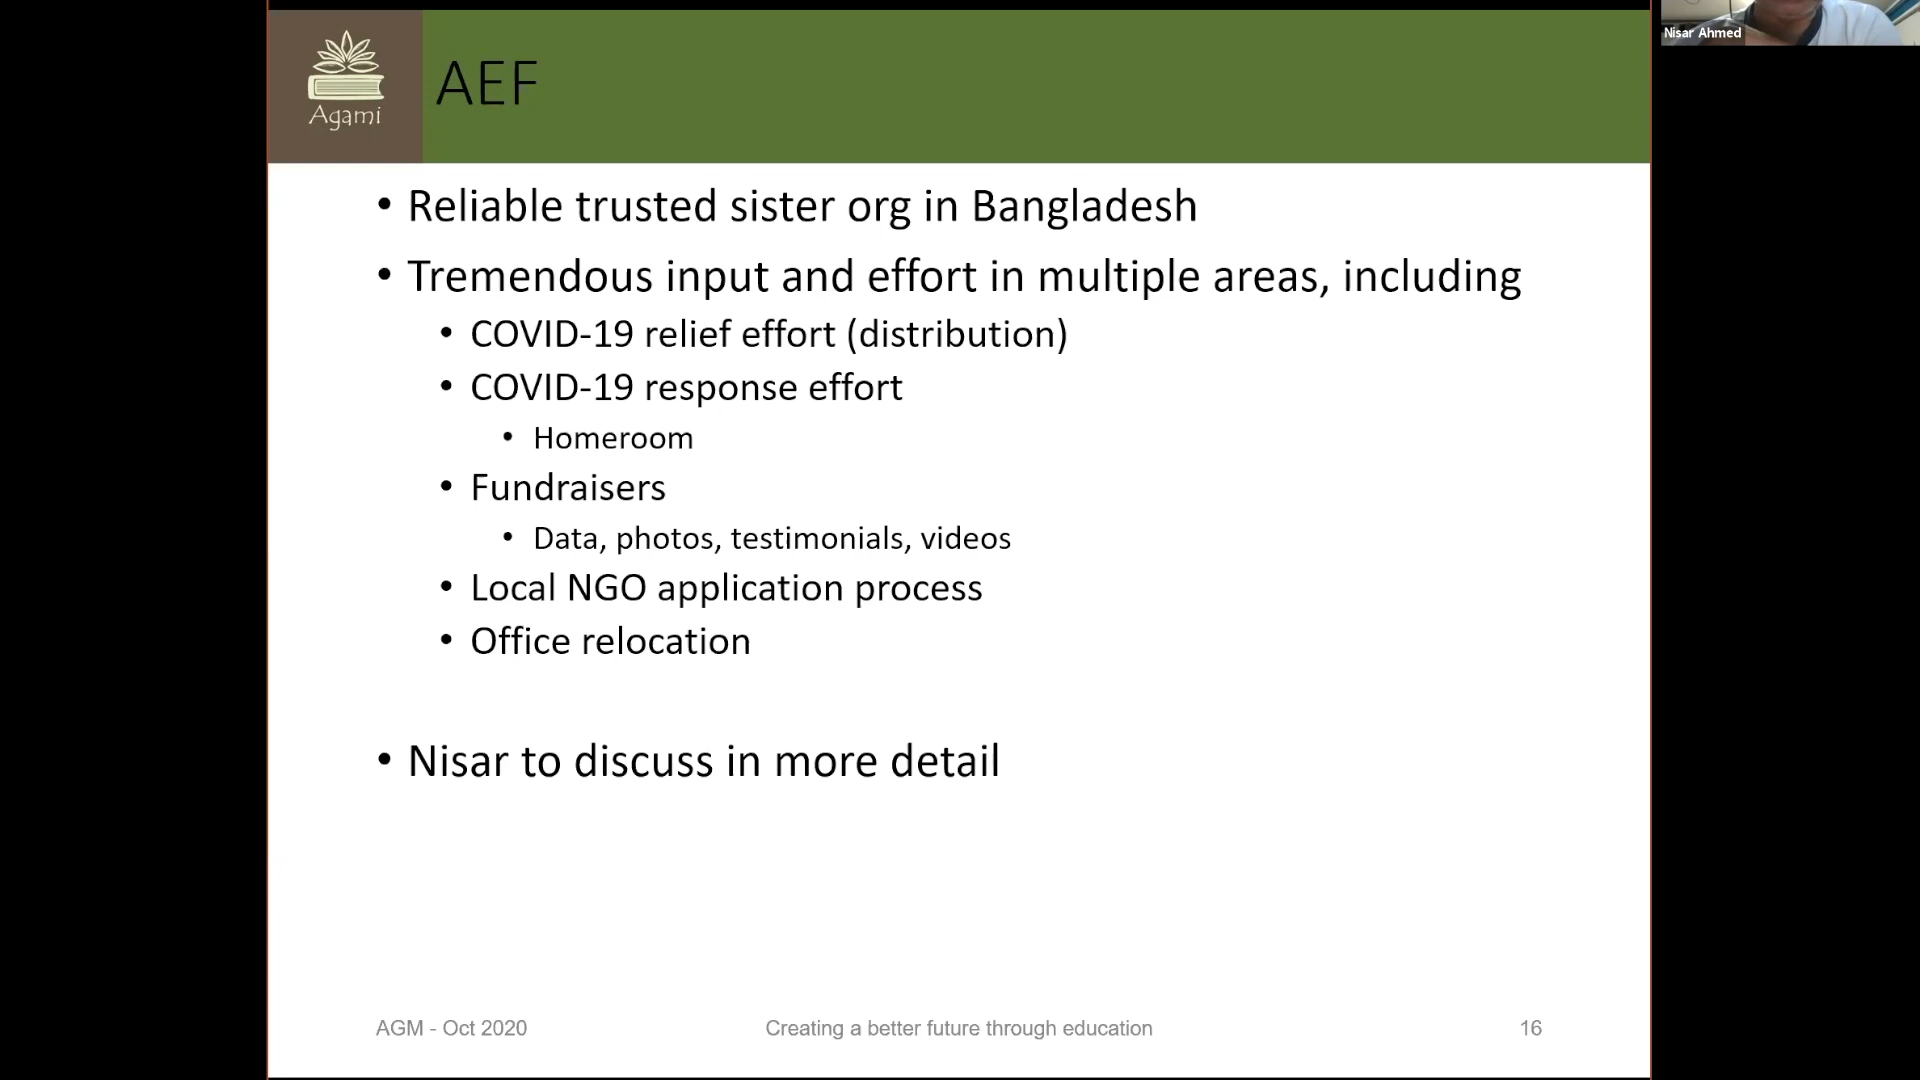 Nisar Ahmed
Agami
AEF
• Reliable trusted sister org in Bangladesh
• Tremendous input and effort in multiple areas, including
• COVID-19 relief effort (distribution)
• COVID-19 response effort
• Homeroom
• Fundraisers
• Data, photos, testimonials, videos
• Local NGO application process
• Office relocation
• Nisar to discuss in more detail
AGM - Oct 2020
Creating a better future through education
16